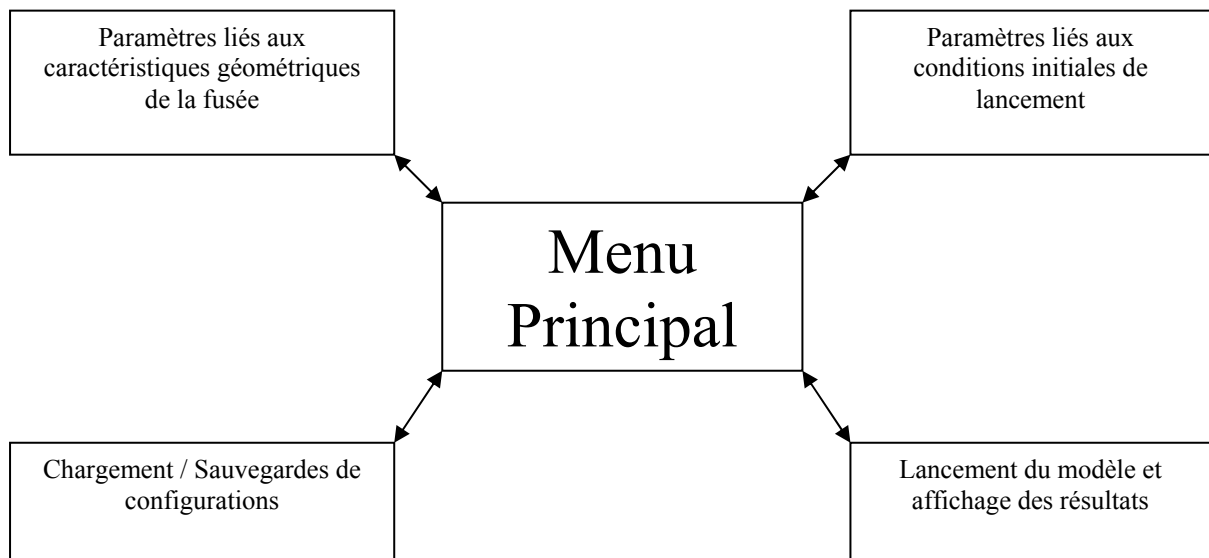 Paramètres liés aux
caractéristiques géométriques
de la fusée
Paramètres liés aux
conditions initiales de
lancement
Menu
Principal
Chargement / Sauvegardes de
configurations
Lancement du modèle et
affichage des résultats